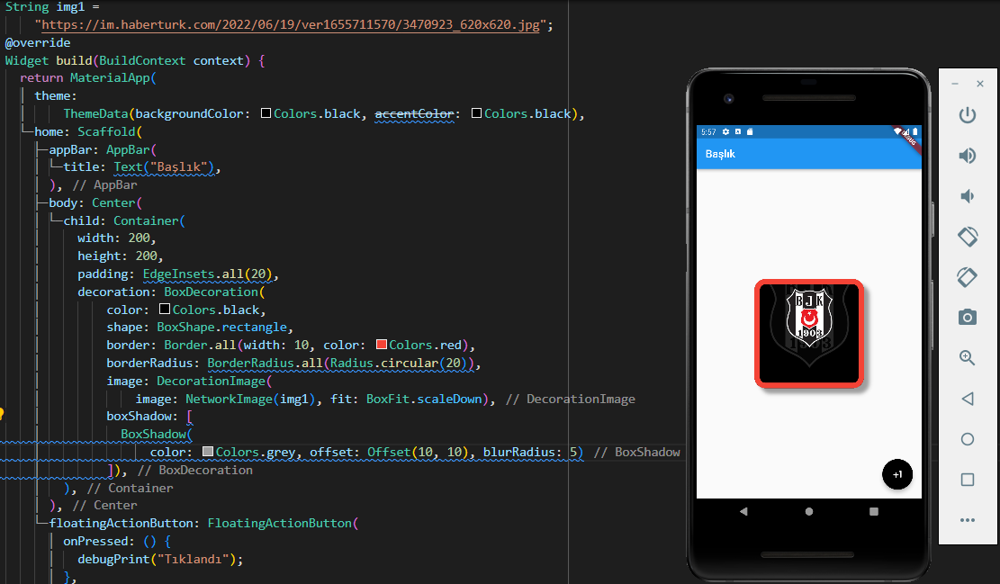 String img1 =
"https://im.haberturk.com/2022/06/19/ver1655711570/3470923_620x620.jpg";
@override
Widget build(BuildContext context) {
return MaterialApp(
theme:
ThemeData(backgroundColor: Colors.black, accentColor: Colors.black),
home: Scaffold(
appBar: AppBar(
title: Text("Başlık"),
), // AppBar
body: Center(
child: Container(
width: 200,
height: 200,
padding: EdgeInsets.all(20),
decoration: BoxDecoration(
color: Colors.black,
shape: BoxShape.rectangle,
border: Border.all(width: 10, color: Colors.red),
borderRadius: BorderRadius.all(Radius.circular(20)),
image: DecorationImage(
image: NetworkImage(img1), fit: BoxFit.scaleDown), // DecorationImage
boxShadow: [
BoxShadow(
color: Colors.grey, offset: Offset(10, 10), blurRadius: 5) // BoxShadow
]), // BoxDecoration
), // Container
), // Center
floatingActionButton: FloatingActionButton(
onPressed: () {
debugPrint("Tıklandı");
},
5:57
DEBUG
Başlık
BJK
1903
+1